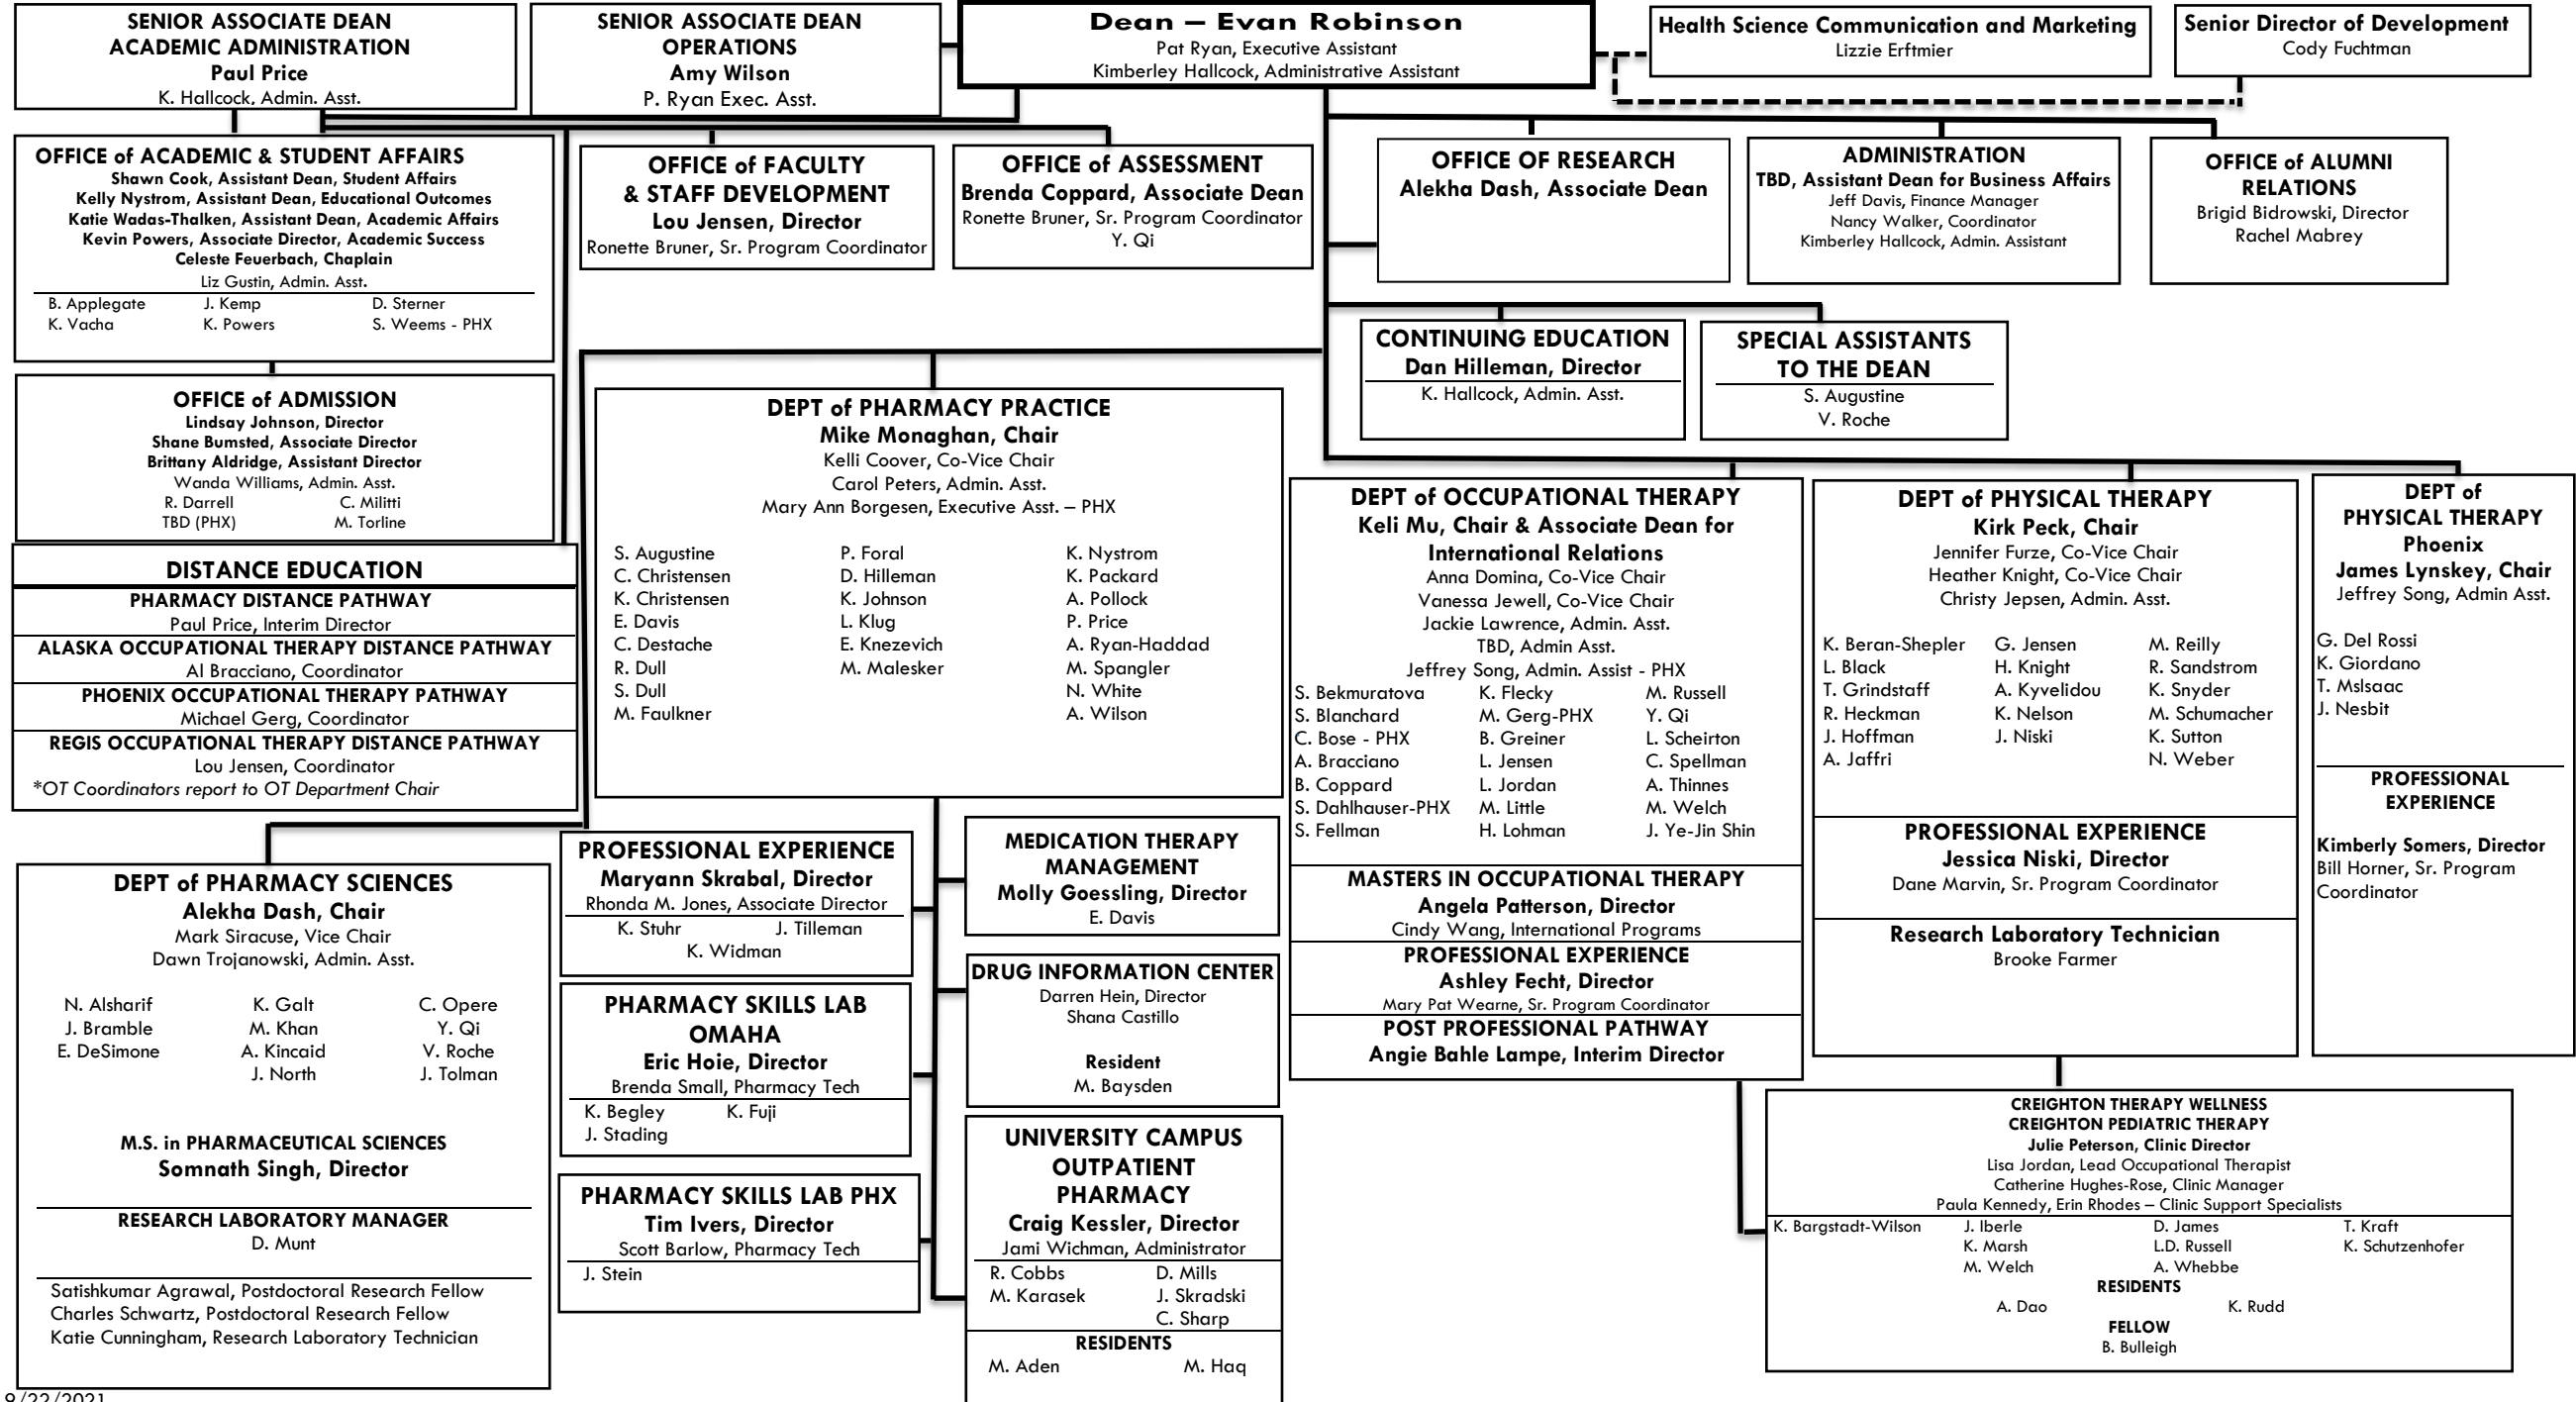 SENIOR ASSOCIATE DEAN
ACADEMIC ADMINISTRATION
Paul Price
K. Hallcock, Admin. Asst.
SENIOR ASSOCIATE DEAN
OPERATIONS
Amy Wilson
P. Ryan Exec. Asst.
Dean – Evan Robinson
Pat Ryan, Executive Assistant
Kimberley Hallcock, Administrative Assistant
Health Science Communication and Marketing
Lizzie Erftmier
Senior Director of Development
Cody Fuchtman
OFFICE of ACADEMIC & STUDENT AFFAIRS
Shawn Cook, Assistant Dean, Student Affairs
Kelly Nystrom, Assistant Dean, Educational Outcomes
Katie Wadas-Thalken, Assistant Dean, Academic Affairs
Kevin Powers, Associate Director, Academic Success
Celeste Feuerbach, Chaplain
Liz Gustin, Admin. Asst.
B. Applegate J. Kemp D. Sterner
K. Vacha K. Powers S. Weems - PHX
OFFICE of FACULTY
& STAFF DEVELOPMENT
Lou Jensen, Director
Ronette Bruner, Sr. Program Coordinator
OFFICE of ASSESSMENT
Brenda Coppard, Associate Dean
Ronette Bruner, Sr. Program Coordinator
Y. Qi
OFFICE OF RESEARCH
Alekha Dash, Associate Dean
ADMINISTRATION
TBD, Assistant Dean for Business Affairs
Jeff Davis, Finance Manager
Nancy Walker, Coordinator
Kimberley Hallcock, Admin. Assistant
OFFICE of ALUMNI
RELATIONS
Brigid Bidrowski, Director
Rachel Mabrey
CONTINUING EDUCATION
Dan Hilleman, Director
K. Hallcock, Admin. Asst.
SPECIAL ASSISTANTS
TO THE DEAN
S. Augustine
V. Roche
OFFICE of ADMISSION
Lindsay Johnson, Director
Shane Bumsted, Associate Director
Brittany Aldridge, Assistant Director
Wanda Williams, Admin. Asst.
R. Darrell C. Militti
TBD (PHX) M. Torline
DISTANCE EDUCATION
PHARMACY DISTANCE PATHWAY
Paul Price, Interim Director
ALASKA OCCUPATIONAL THERAPY DISTANCE PATHWAY
Al Bracciano, Coordinator
PHOENIX OCCUPATIONAL THERAPY PATHWAY
Michael Gerg, Coordinator
REGIS OCCUPATIONAL THERAPY DISTANCE PATHWAY
Lou Jensen, Coordinator
*OT Coordinators report to OT Department Chair
DEPT of PHARMACY PRACTICE
Mike Monaghan, Chair
Kelli Coover, Co-Vice Chair
Carol Peters, Admin. Asst.
Mary Ann Borgesen, Executive Asst. – PHX
S. Augustine P. Foral K. Nystrom
C. Christensen D. Hilleman K. Packard
K. Christensen K. Johnson A. Pollock
E. Davis L. Klug P. Price
C. Destache E. Knezevich A. Ryan-Haddad
R. Dull M. Malesker M. Spangler
S. Dull N. White
M. Faulkner A. Wilson
DEPT of OCCUPATIONAL THERAPY
Keli Mu, Chair & Associate Dean for
International Relations
Anna Domina, Co-Vice Chair
Vanessa Jewell, Co-Vice Chair
Jackie Lawrence, Admin. Asst.
TBD, Admin Asst.
Jeffrey Song, Admin. Assist - PHX
S. Bekmuratova K. Flecky M. Russell
S. Blanchard M. Gerg-PHX Y. Qi
C. Bose - PHX B. Greiner L. Scheirton
A. Bracciano L. Jensen C. Spellman
B. Coppard L. Jordan A. Thinnes
S. Dahlhauser-PHX M. Little M. Welch
S. Fellman H. Lohman J. Ye-Jin Shin
MASTERS IN OCCUPATIONAL THERAPY
Angela Patterson, Director
Cindy Wang, International Programs
PROFESSIONAL EXPERIENCE
Ashley Fecht, Director
Mary Pat Wearne, Sr. Program Coordinator
POST PROFESSIONAL PATHWAY
Angie Bahle Lampe, Interim Director
DEPT of PHYSICAL THERAPY
Kirk Peck, Chair
Jennifer Furze, Co-Vice Chair
Heather Knight, Co-Vice Chair
Christy Jepsen, Admin. Asst.
K. Beran-Shepler G. Jensen M. Reilly
L. Black H. Knight R. Sandstrom
T. Grindstaff A. Kyvelidou K. Snyder
R. Heckman K. Nelson M. Schumacher
J. Hoffman J. Niski K. Sutton
A. Jaffri N. Weber
PROFESSIONAL EXPERIENCE
Jessica Niski, Director
Dane Marvin, Sr. Program Coordinator
Research Laboratory Technician
Brooke Farmer
DEPT of
PHYSICAL THERAPY
Phoenix
James Lynskey, Chair
Jeffrey Song, Admin Asst.
G. Del Rossi
K. Giordano
T. MsIsaac
J. Nesbit
PROFESSIONAL
EXPERIENCE
Kimberly Somers, Director
Bill Horner, Sr. Program
Coordinator
DEPT of PHARMACY SCIENCES
Alekha Dash, Chair
Mark Siracuse, Vice Chair
Dawn Trojanowski, Admin. Asst.
N. Alsharif K. Galt C. Opere
J. Bramble M. Khan Y. Qi
E. DeSimone A. Kincaid V. Roche
J. North J. Tolman
M.S. in PHARMACEUTICAL SCIENCES
Somnath Singh, Director
RESEARCH LABORATORY MANAGER
D. Munt
Satishkumar Agrawal, Postdoctoral Research Fellow
Charles Schwartz, Postdoctoral Research Fellow
Katie Cunningham, Research Laboratory Technician
PROFESSIONAL EXPERIENCE
Maryann Skrabal, Director
Rhonda M. Jones, Associate Director
K. Stuhr J. Tilleman
K. Widman
PHARMACY SKILLS LAB
OMAHA
Eric Hoie, Director
Brenda Small, Pharmacy Tech
K. Begley K. Fuji
J. Stading
PHARMACY SKILLS LAB PHX
Tim Ivers, Director
Scott Barlow, Pharmacy Tech
J. Stein
MEDICATION THERAPY
MANAGEMENT
Molly Goessling, Director
E. Davis
DRUG INFORMATION CENTER
Darren Hein, Director
Shana Castillo
Resident
M. Baysden
UNIVERSITY CAMPUS
OUTPATIENT
PHARMACY
Craig Kessler, Director
Jami Wichman, Administrator
R. Cobbs D. Mills
M. Karasek J. Skradski
C. Sharp
RESIDENTS
M. Aden M. Haq
CREIGHTON THERAPY WELLNESS
CREIGHTON PEDIATRIC THERAPY
Julie Peterson, Clinic Director
Lisa Jordan, Lead Occupational Therapist
Catherine Hughes-Rose, Clinic Manager
Paula Kennedy, Erin Rhodes – Clinic Support Specialists
K. Bargstadt-Wilson J. Iberle D. James T. Kraft
K. Marsh L.D. Russell K. Schutzenhofer
M. Welch A. Whebbe
RESIDENTS
A. Dao K. Rudd
FELLOW
B. Bulleigh
9/22/2021